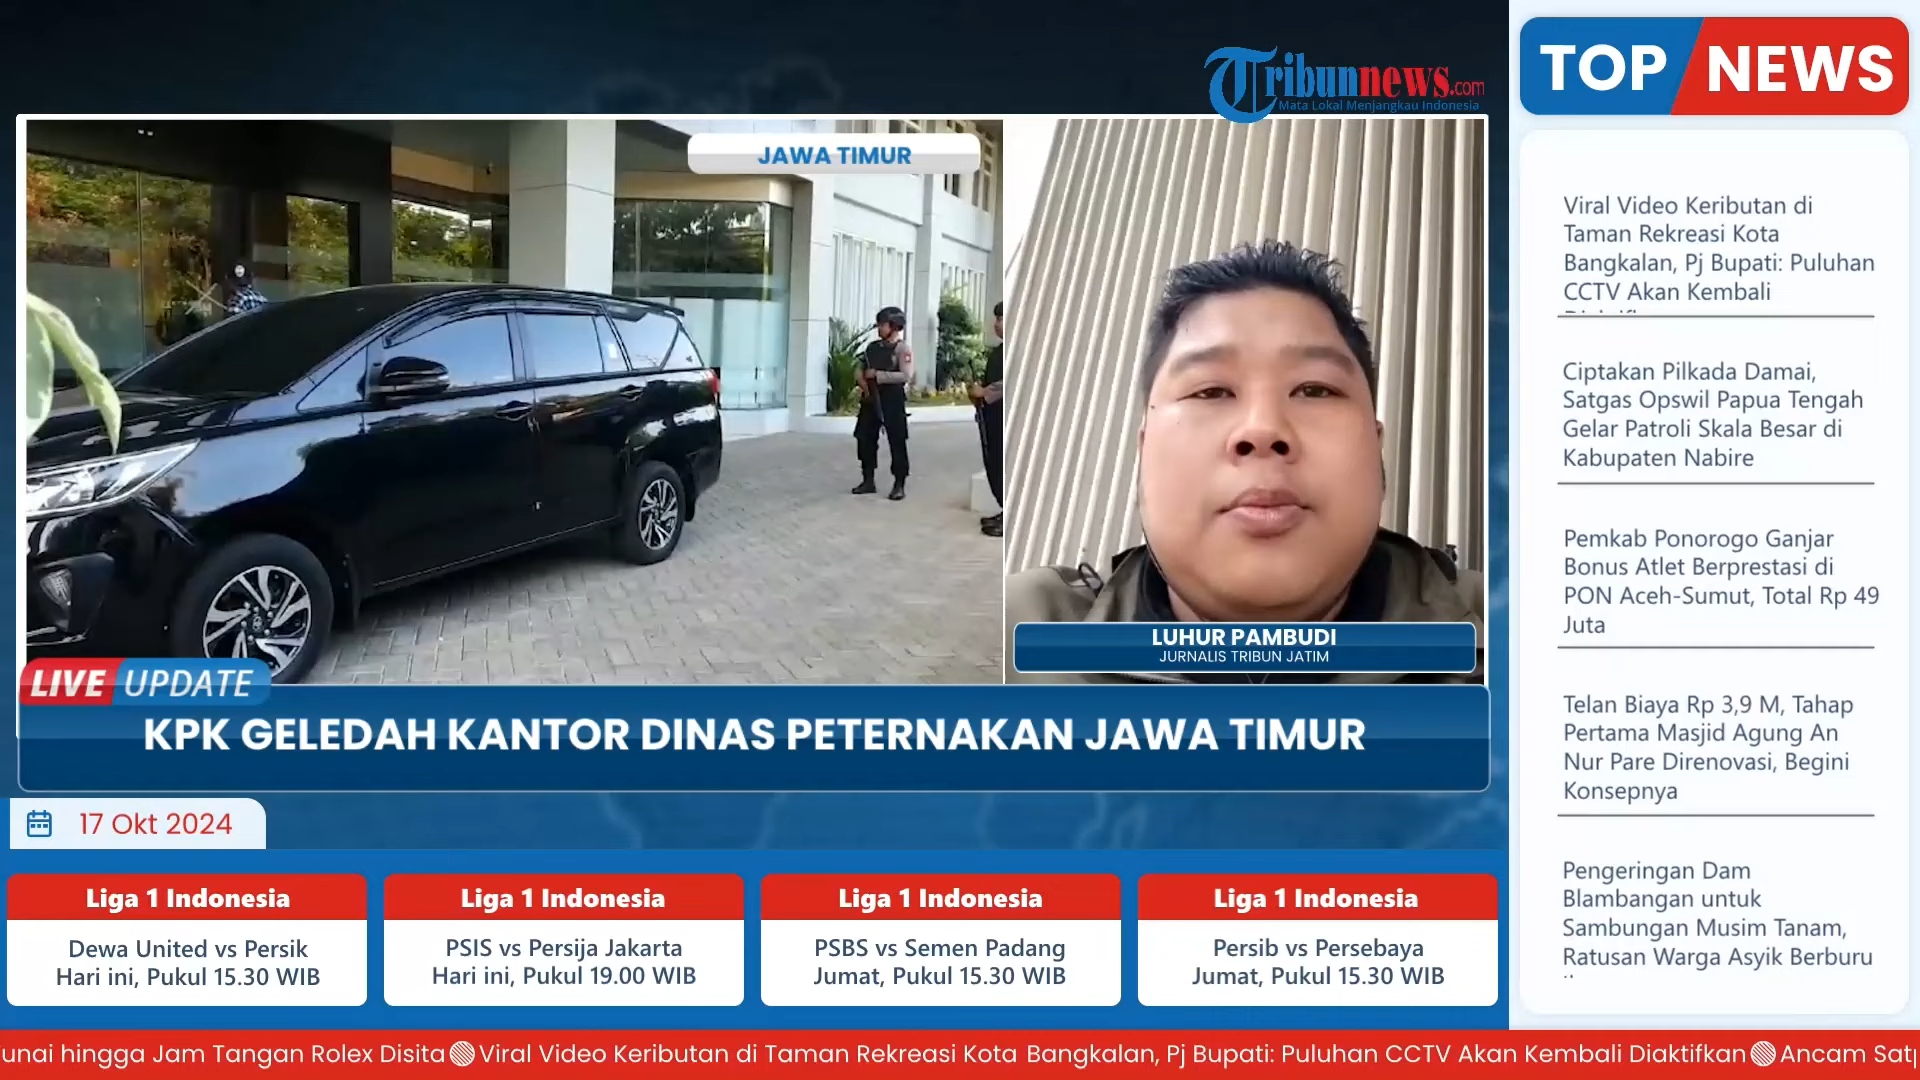 Tribunnews.com
Mata Lokal Menjangkau Indonesia
JAWA TIMUR
LUHUR PAMBUDI
JURNALIS TRIBUN JATIM
LIVE UPDATE
KPK GELEDAH KANTOR DINAS PETERNAKAN JAWA TIMUR
17 Okt 2024
Liga 1 Indonesia
Dewa United vs Persik
Hari ini, Pukul 15.30 WIB
Liga 1 Indonesia
PSIS vs Persija Jakarta
Hari ini, Pukul 19.00 WIB
Liga 1 Indonesia
PSBS vs Semen Padang
Jumat, Pukul 15.30 WIB
Liga 1 Indonesia
Persib vs Persebaya
Jumat, Pukul 15.30 WIB
TOP NEWS
Viral Video Keributan di
Taman Rekreasi Kota
Bangkalan, Pj Bupati: Puluhan
CCTV Akan Kembali
Ciptakan Pilkada Damai,
Satgas Opswil Papua Tengah
Gelar Patroli Skala Besar di
Kabupaten Nabire
Pemkab Ponorogo Ganjar
Bonus Atlet Berprestasi di
PON Aceh-Sumut, Total Rp 49
Juta
Telan Biaya Rp 3,9 M, Tahap
Pertama Masjid Agung An
Nur Pare Direnovasi, Begini
Konsepnya
Pengeringan Dam
Blambangan untuk
Sambungan Musim Tanam,
Ratusan Warga Asyik Berburu
unai hingga Jam Tangan Rolex Disita Viral Video Keributan di Taman Rekreasi Kota Bangkalan, Pj Bupati: Puluhan CCTV Akan Kembali Diaktifkan Ancam Satp